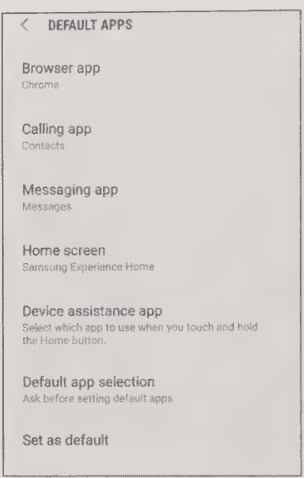 DEFAULT APPS
Browser app
Chrome
Calling app
Contacts
Messaging app
Messages
Home screen
Samsung Experience Home
Device assistance app
Select which app to use when you touch and hold
the Home button.
Default app selection
Ask before setting default apps
Set as default